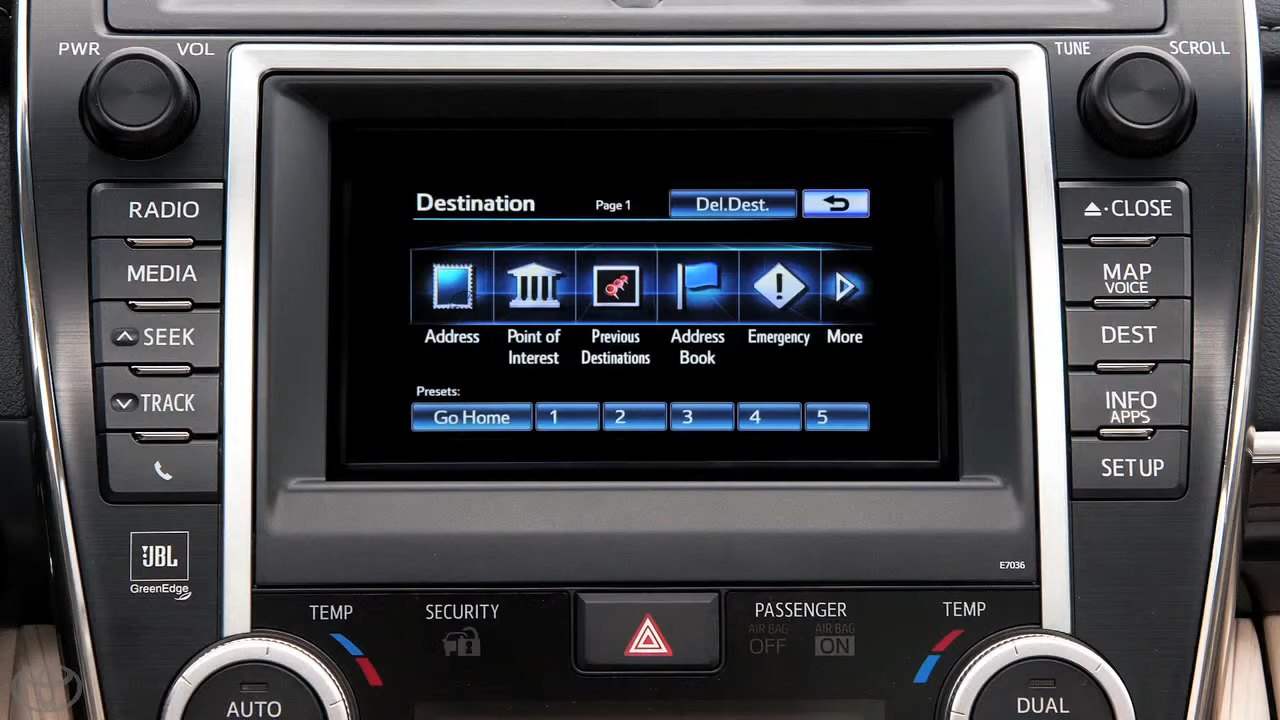 PWR VOL
TUNE SCROLL
RADIO
MEDIA
SEEK
TRACK
Destination Page 1 Del.Dest.
Address
Point of Interest
Previous Destinations
Address Book
Emergency
More
Presets:
Go Home 1 2 3 4 5
CLOSE
MAP
VOICE
DEST
INFO
APPS
SETUP
JBL
GreenEdge
E7036
TEMP
SECURITY
PASSENGER
AIR BAG OFF
AIR BAG ON
TEMP
AUTO
DUAL